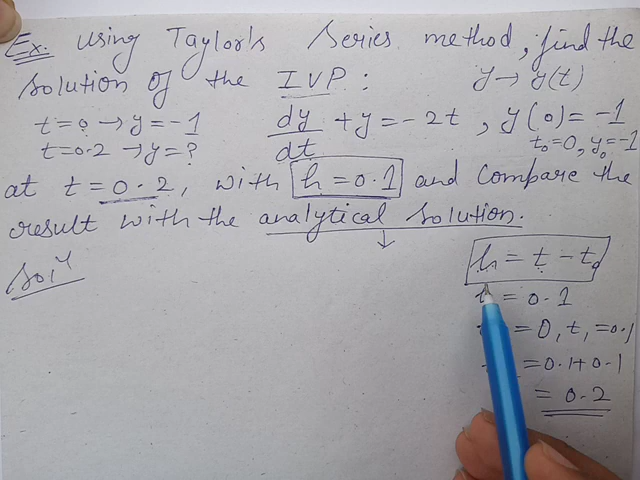 Ex. Using Taylor's Series method, find the
solution of the IVP: y → y(t)
t=0 → y=-1 dy/dt + y = -2t, y(0)=-1
t=0.2 → y=? t₀=0, y₀=-1
at t=0.2, with h=0.1 and compare the
result with the analytical solution.
Solⁿ
h = t - t₀
= 0.1
= 0, t₁=0.1
= 0.1+0.1
= 0.2